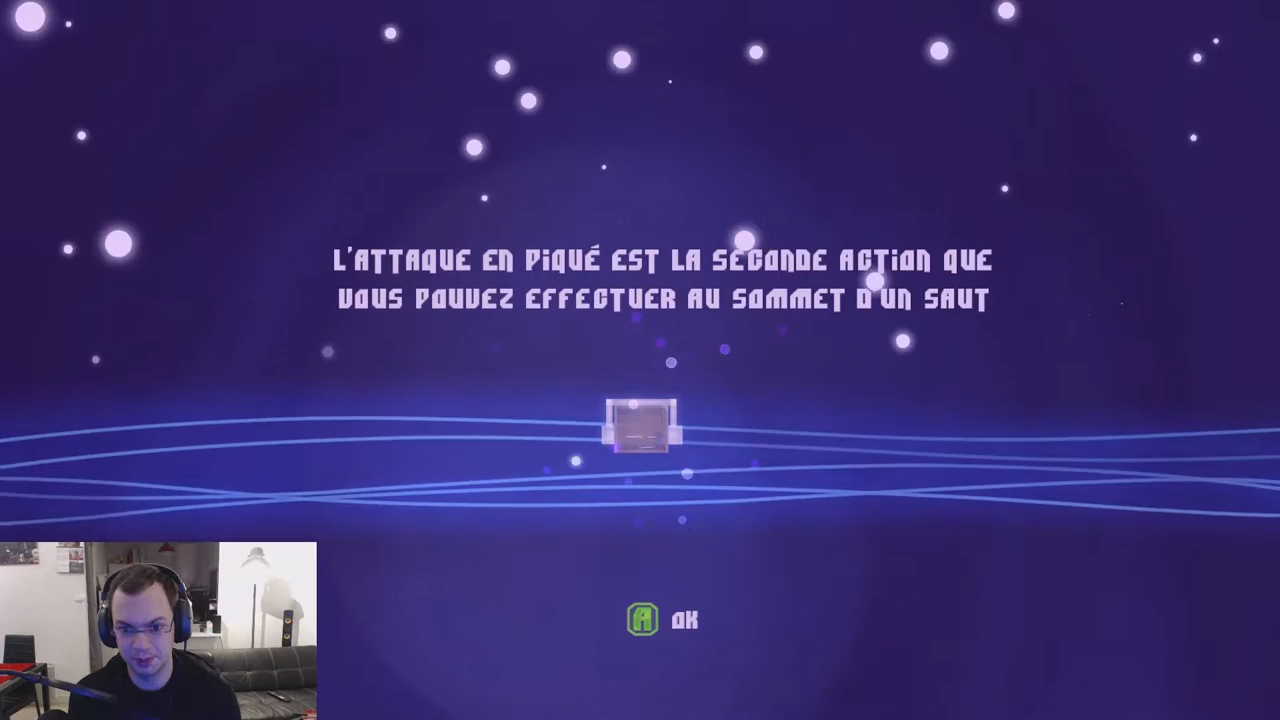 L'ATTAQUE EN PIQUÉ EST LA SECONDE ACTION QUE
VOUS POUVEZ EFFECTUER AU SOMMET D'UN SAUT
A OK